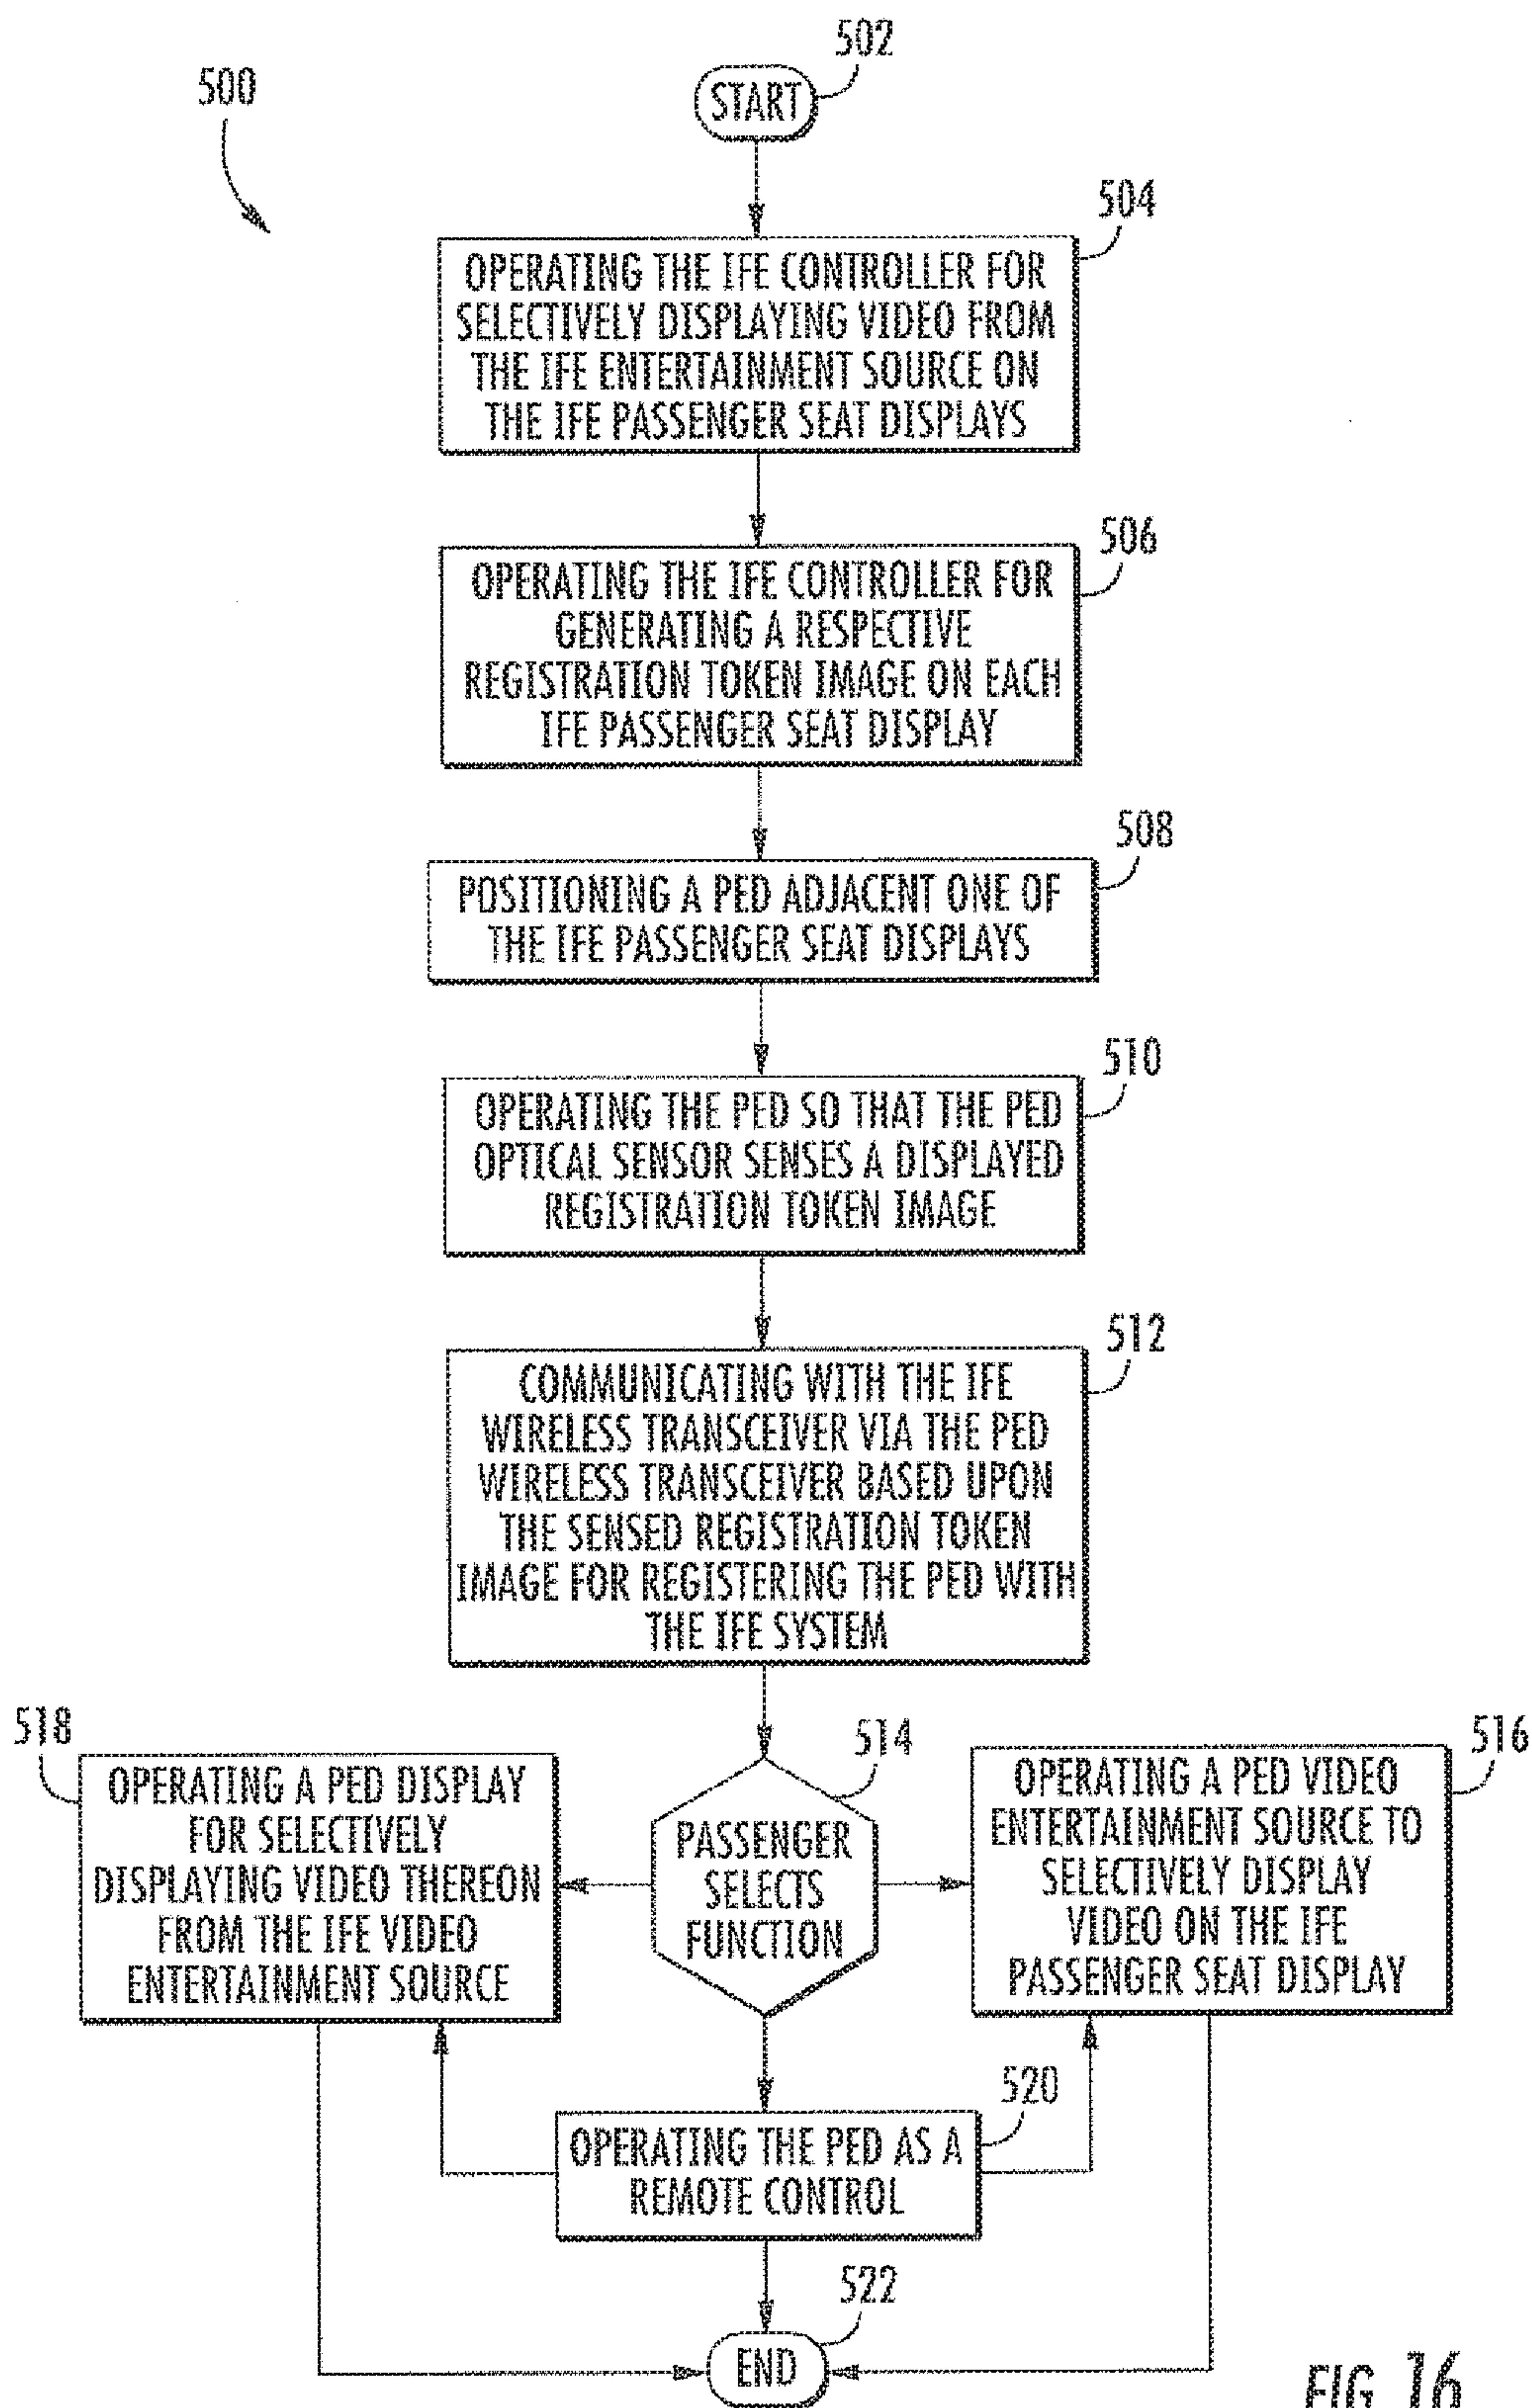 502
500
START
504
OPERATING THE IFE CONTROLLER FOR
SELECTIVELY DISPLAYING VIDEO FROM
THE IFE ENTERTAINMENT SOURCE ON
THE IFE PASSENGER SEAT DISPLAYS
506
OPERATING THE IFE CONTROLLER FOR
GENERATING A RESPECTIVE
REGISTRATION TOKEN IMAGE ON EACH
IFE PASSENGER SEAT DISPLAY
508
POSITIONING A PED ADJACENT ONE OF
THE IFE PASSENGER SEAT DISPLAYS
510
OPERATING THE PED SO THAT THE PED
OPTICAL SENSOR SENSES A DISPLAYED
REGISTRATION TOKEN IMAGE
512
COMMUNICATING WITH THE IFE
WIRELESS TRANSCEIVER VIA THE PED
WIRELESS TRANSCEIVER BASED UPON
THE SENSED REGISTRATION TOKEN
IMAGE FOR REGISTERING THE PED WITH
THE IFE SYSTEM
518
OPERATING A PED DISPLAY
FOR SELECTIVELY
DISPLAYING VIDEO THEREON
FROM THE IFE VIDEO
ENTERTAINMENT SOURCE
514
PASSENGER
SELECTS
FUNCTION
516
OPERATING A PED VIDEO
ENTERTAINMENT SOURCE TO
SELECTIVELY DISPLAY
VIDEO ON THE IFE
PASSENGER SEAT DISPLAY
520
OPERATING THE PED AS A
REMOTE CONTROL
522
END
FIG. 16